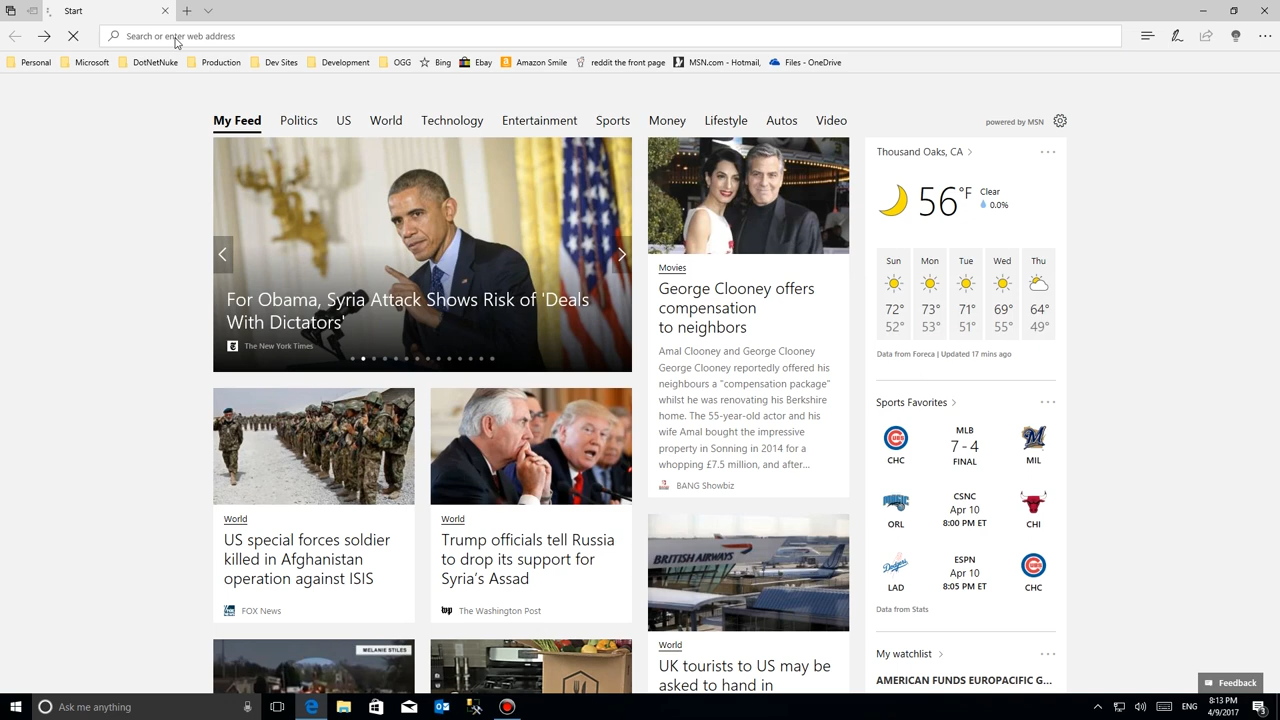 Start
Search or enter web address
Personal
Microsoft
DotNetNuke
Production
Dev Sites
Development
OGG
Bing
Ebay
Amazon Smile
reddit the front page
MSN.com - Hotmail,
Files - OneDrive
My Feed
Politics
US
World
Technology
Entertainment
Sports
Money
Lifestyle
Autos
Video
powered by MSN
For Obama, Syria Attack Shows Risk of 'Deals
With Dictators'
The New York Times
World
US special forces soldier
killed in Afghanistan
operation against ISIS
FOX News
World
Trump officials tell Russia
to drop its support for
Syria's Assad
The Washington Post
MELANIE STILES
Movies
George Clooney offers
compensation
to neighbors
Amal Clooney and George Clooney
George Clooney reportedly offered his
neighbours a "compensation package"
whilst he was renovating his Berkshire
home. The 55-year-old actor and his
wife Amal bought the impressive
property in Sonning in 2014 for a
whopping £7.5 million, and after...
BANG Showbiz
BRITISH AIRWAYS
World
UK tourists to US may be
asked to hand in
Thousand Oaks, CA
56°F
Clear
0.0%
Sun Mon Tue Wed Thu
72° 73° 71° 69° 64°
52° 53° 51° 55° 49°
Data from Foreca | Updated 17 mins ago
Sports Favorites
MLB
7 - 4
CHC FINAL MIL
CSNC
Apr 10
ORL 8:00 PM ET CHI
ESPN
Apr 10
LAD 8:05 PM ET CHC
Data from Stats
My watchlist
AMERICAN FUNDS EUROPACIFIC G...
Feedback
Ask me anything
ENG
8:13 PM
4/9/2017